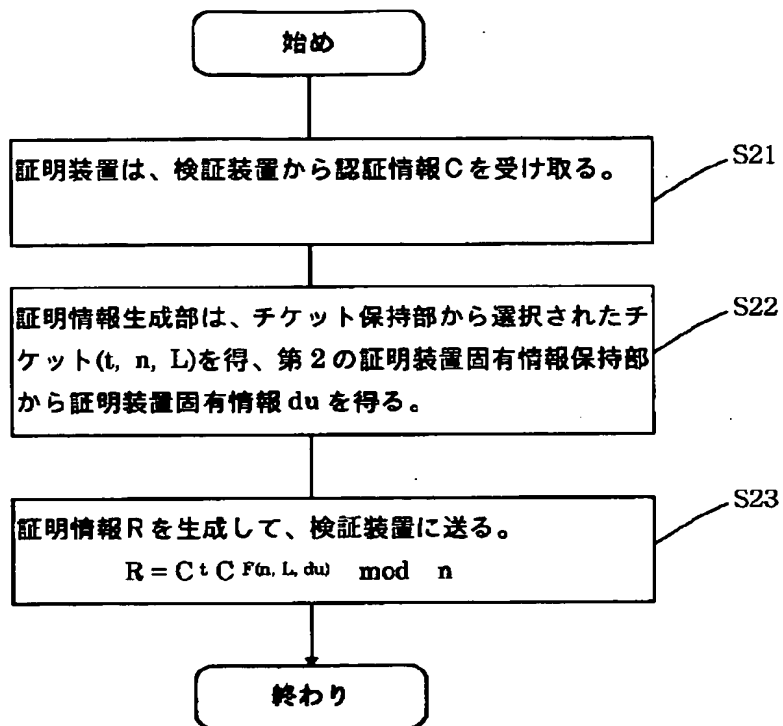 始め
証明装置は、検証装置から認証情報Cを受け取る。
S21
証明情報生成部は、チケット保持部から選択されたチ
ケット(t, n, L)を得、第2の証明装置固有情報保持部
から証明装置固有情報 du を得る。
S22
証明情報Rを生成して、検証装置に送る。
R = C t C F(n, L, du) mod n
S23
終わり